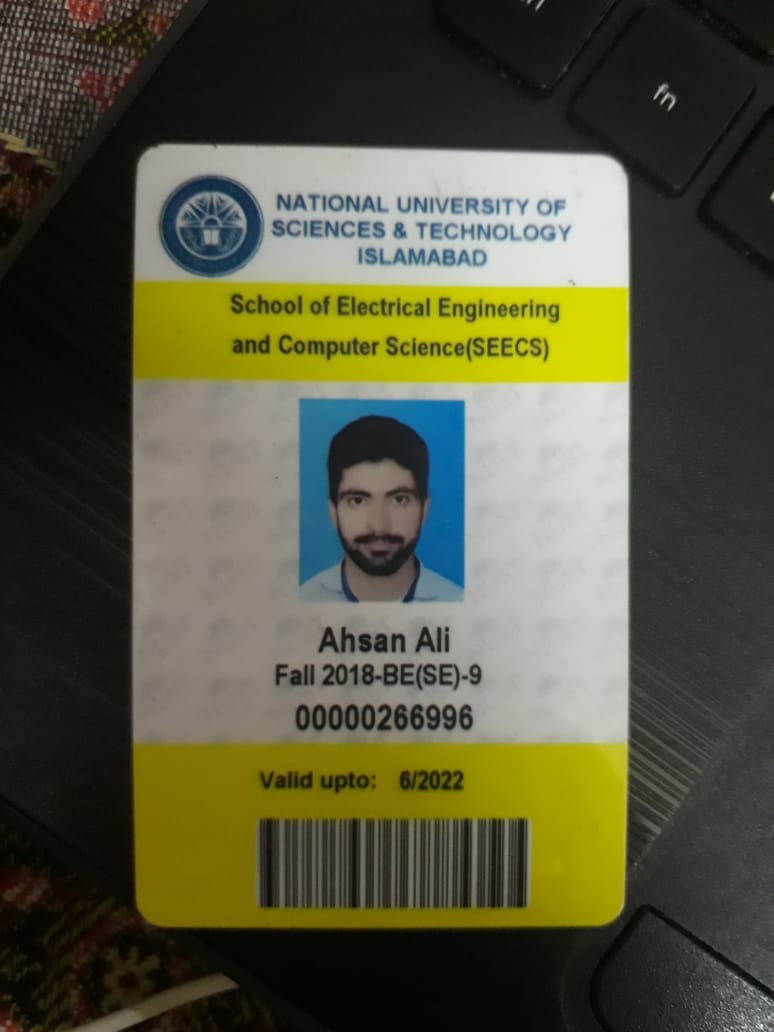 fn
NATIONAL UNIVERSITY OF
SCIENCES & TECHNOLOGY
ISLAMABAD
School of Electrical Engineering
and Computer Science(SEECS)
Ahsan Ali
Fall 2018-BE(SE)-9
00000266996
Valid upto: 6/2022